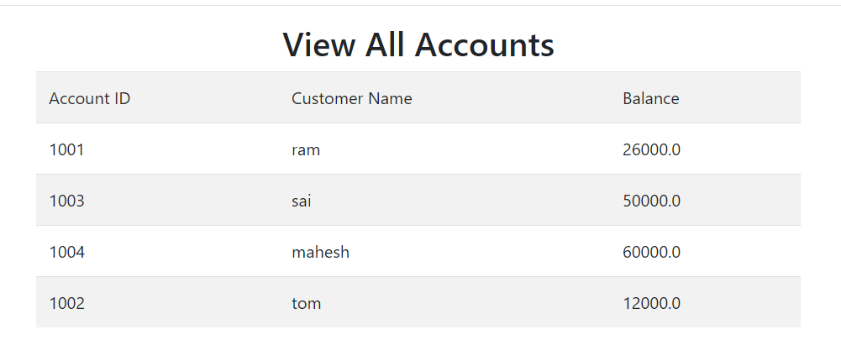 View All Accounts
Account ID Customer Name Balance
1001 ram 26000.0
1003 sai 50000.0
1004 mahesh 60000.0
1002 tom 12000.0